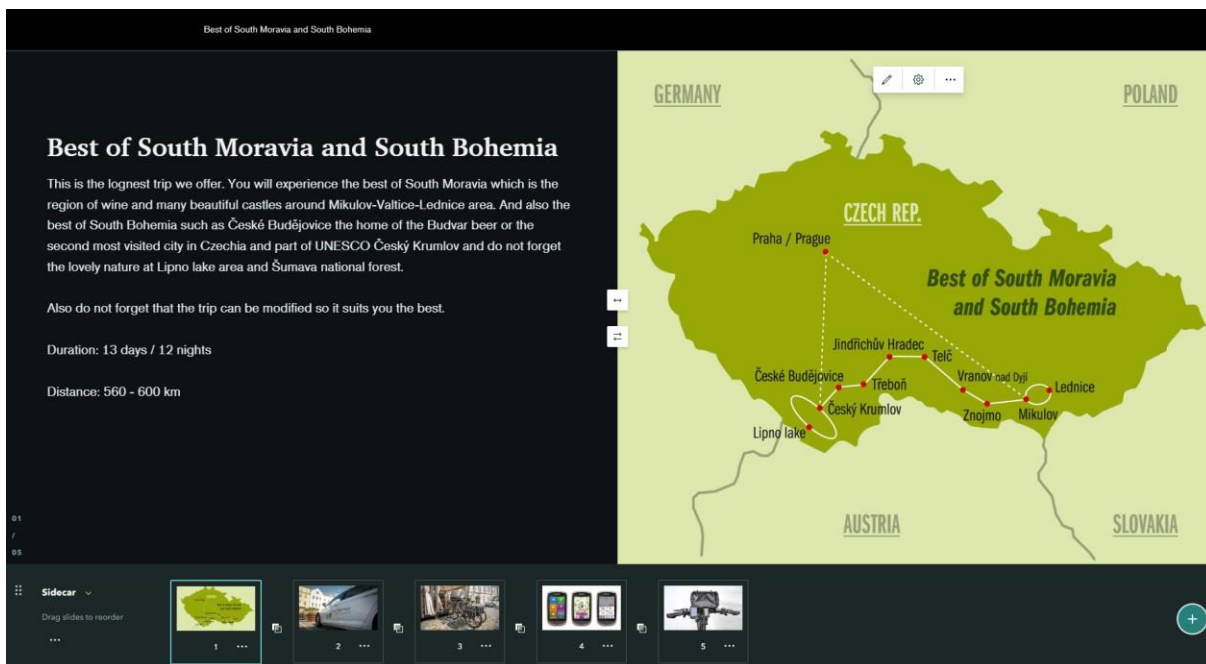 Best of South Moravia and South Bohemia
Best of South Moravia and South Bohemia
This is the lognest trip we offer. You will experience the best of South Moravia which is the
region of wine and many beautiful castles around Mikulov-Valtice-Lednice area. And also the
best of South Bohemia such as České Budějovice the home of the Budvar beer or the
second most visited city in Czechia and part of UNESCO Český Krumlov and do not forget
the lovely nature at Lipno lake area and Šumava national forest.
Also do not forget that the trip can be modified so it suits you the best.
Duration: 13 days / 12 nights
Distance: 560 - 600 km
01
/
05
GERMANY
POLAND
CZECH REP.
Praha / Prague
Best of South Moravia
and South Bohemia
Jindřichův Hradec
Telč
České Budějovice
Třeboň
Vranov nad Dyjí
Lednice
Český Krumlov
Znojmo
Mikulov
Lipno lake
AUSTRIA
SLOVAKIA
Sidecar
Drag slides to reorder
1
2
3
4
5